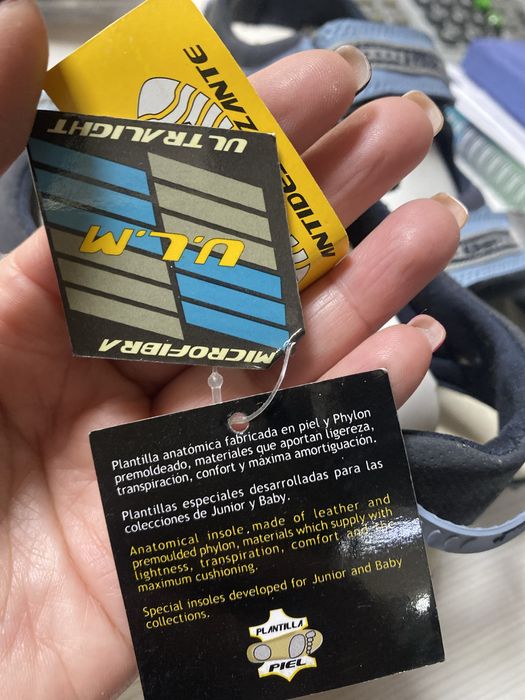 ANTIDESLIZANTE
ULTRALIGHT
U.L.M
MICROFIBRA
Plantilla anatómica fabricada en piel y Phylon
premoldeado, materiales que aportan ligereza,
transpiración, confort y máxima amortiguación.
Plantillas especiales desarrolladas para las
colecciones de Junior y Baby.
Anatomical insole, made of leather and
premoulded phylon, materials which supply with
lightness, transpiration, comfort and the
maximum cushioning.
Special insoles developed for Junior and Baby
collections.
PLANTILLA
PIEL